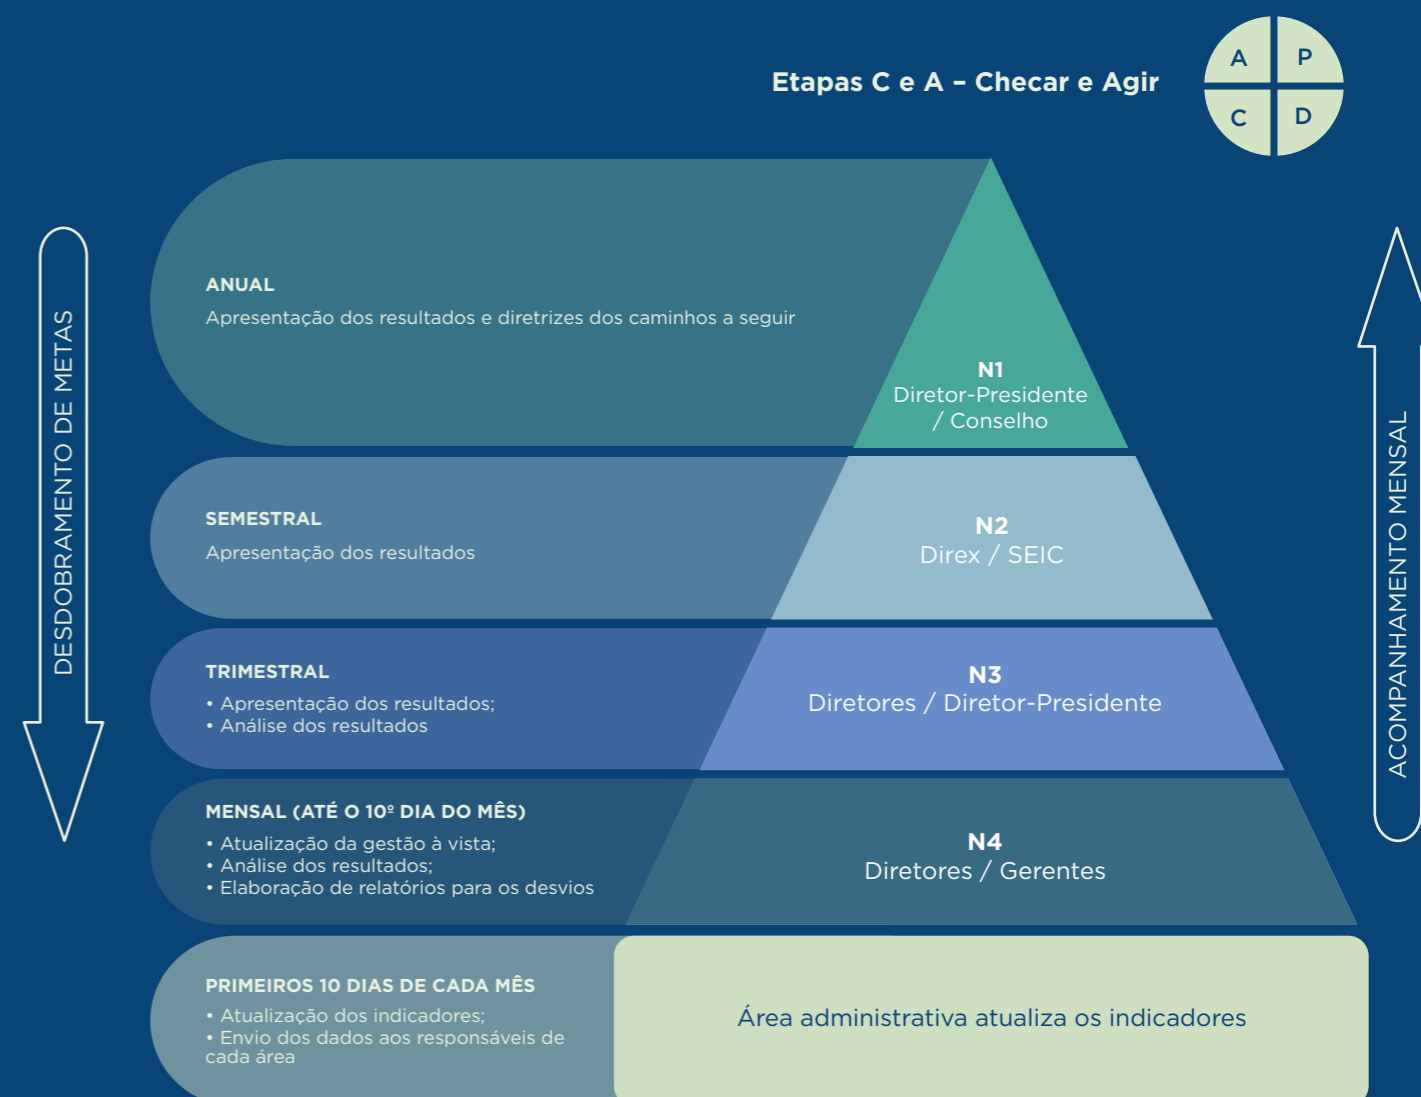 Etapas C e A – Checar e Agir
A P
C D
DESDOBRAMENTO DE METAS
ANUAL
Apresentação dos resultados e diretrizes dos caminhos a seguir
N1
Diretor-Presidente
/ Conselho
SEMESTRAL
Apresentação dos resultados
N2
Direx / SEIC
TRIMESTRAL
• Apresentação dos resultados;
• Análise dos resultados
N3
Diretores / Diretor-Presidente
MENSAL (ATÉ O 10º DIA DO MÊS)
• Atualização da gestão à vista;
• Análise dos resultados;
• Elaboração de relatórios para os desvios
N4
Diretores / Gerentes
PRIMEIROS 10 DIAS DE CADA MÊS
• Atualização dos indicadores;
• Envio dos dados aos responsáveis de
cada área
Área administrativa atualiza os indicadores
ACOMPANHAMENTO MENSAL